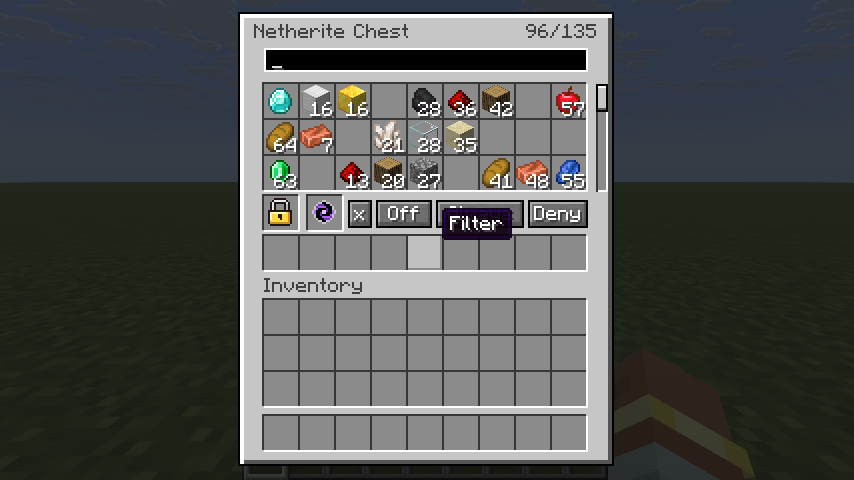 Netherite Chest 96/135
_
16 16 38 36 42 57
64 7 21 28 35
63 13 20 27 41 48 55
x Off Deny
Filter
Inventory